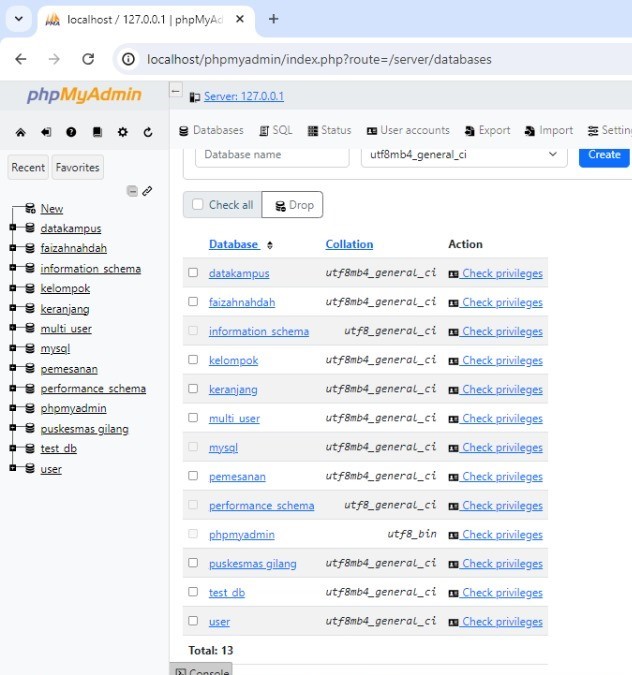 localhost / 127.0.0.1 | phpMyAd
localhost/phpmyadmin/index.php?route=/server/databases
phpMyAdmin
Recent Favorites
New
datakampus
faizahnahdah
information_schema
kelompok
keranjang
multi_user
mysql
pemesanan
performance_schema
phpmyadmin
puskesmas gilang
test_db
user
Server: 127.0.0.1
Databases SQL Status User accounts Export Import Settin
Database name utf8mb4_general_ci Create
Check all Drop
Database Collation Action
datakampus utf8mb4_general_ci Check privileges
faizahnahdah utf8mb4_general_ci Check privileges
information_schema utf8_general_ci Check privileges
kelompok utf8mb4_general_ci Check privileges
keranjang utf8mb4_general_ci Check privileges
multi_user utf8mb4_general_ci Check privileges
mysql utf8mb4_general_ci Check privileges
pemesanan utf8mb4_general_ci Check privileges
performance_schema utf8_general_ci Check privileges
phpmyadmin utf8_bin Check privileges
puskesmas gilang utf8mb4_general_ci Check privileges
test_db utf8mb4_general_ci Check privileges
user utf8mb4_general_ci Check privileges
Total: 13
Console